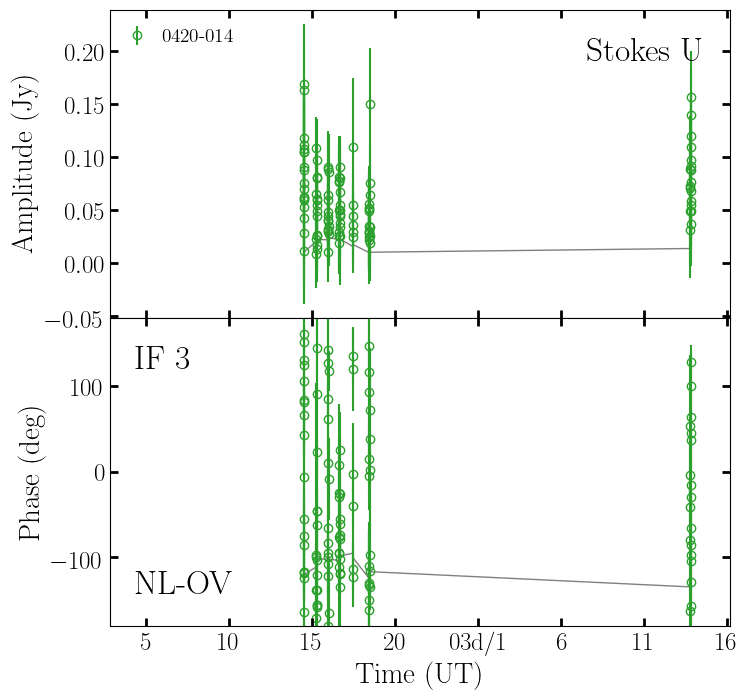 0420-014
Stokes U
0.20
0.15
0.10
0.05
0.00
−0.05
Amplitude (Jy)
IF 3
100
0
−100
Phase (deg)
NL-OV
5 10 15 20 03d/1 6 11 16
Time (UT)